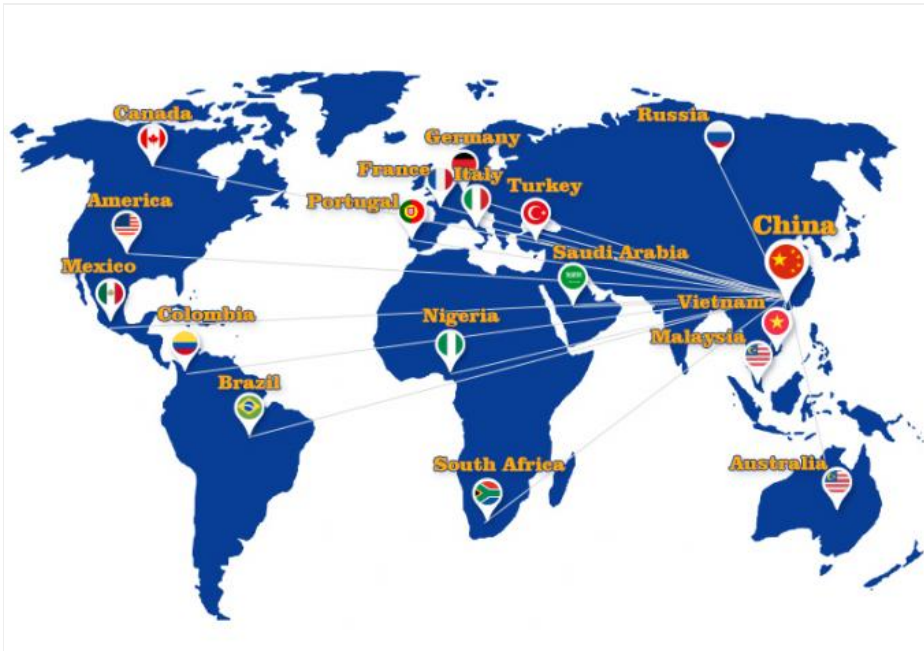 Canada
Russia
Germany
France
Italy
Turkey
America
Portugal
China
Saudi Arabia
Mexico
Vietnam
Colombia
Nigeria
Malaysia
Brazil
South Africa
Australia